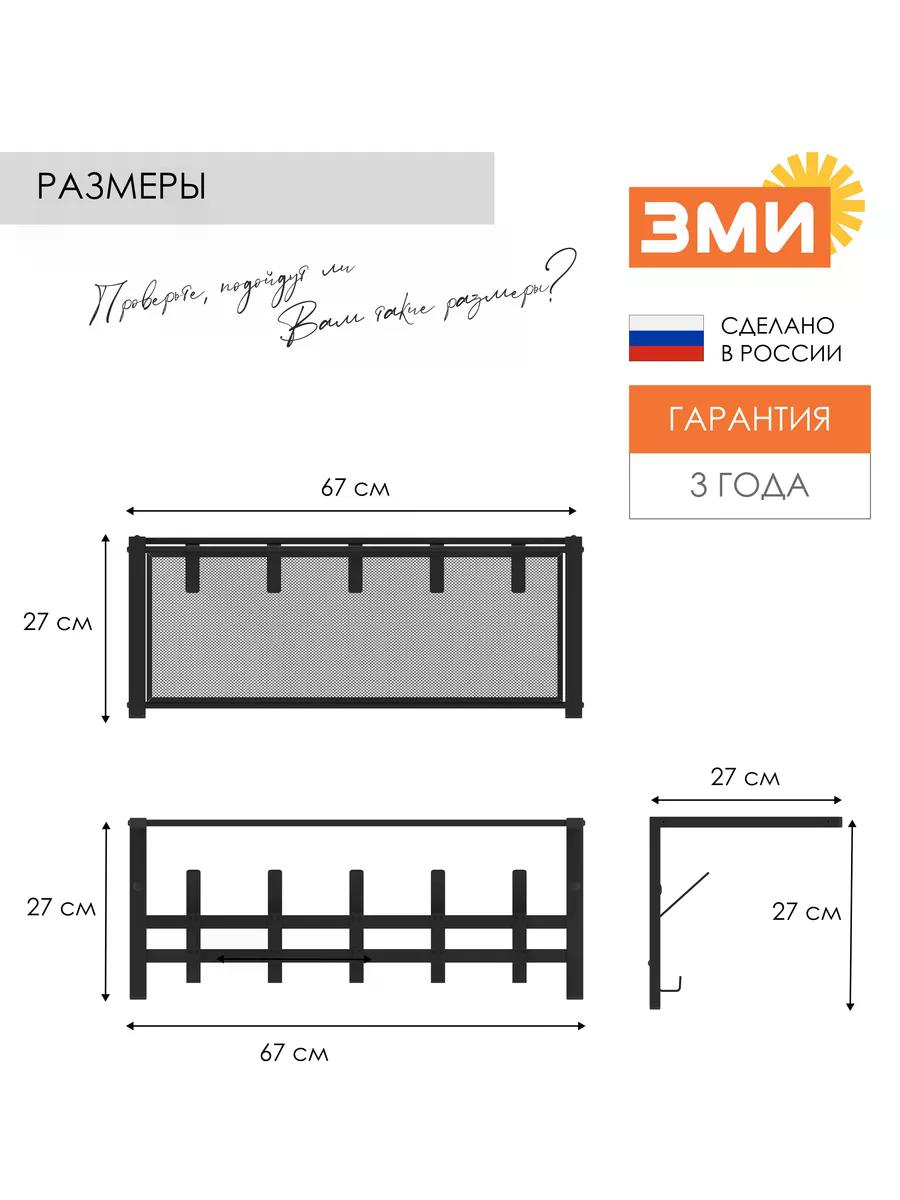 РАЗМЕРЫ
Проверьте, подойдут ли
Вам такие размеры?
ЗМИ
СДЕЛАНО
В РОССИИ
ГАРАНТИЯ
3 ГОДА
67 см
27 см
27 см
27 см
27 см
67 см